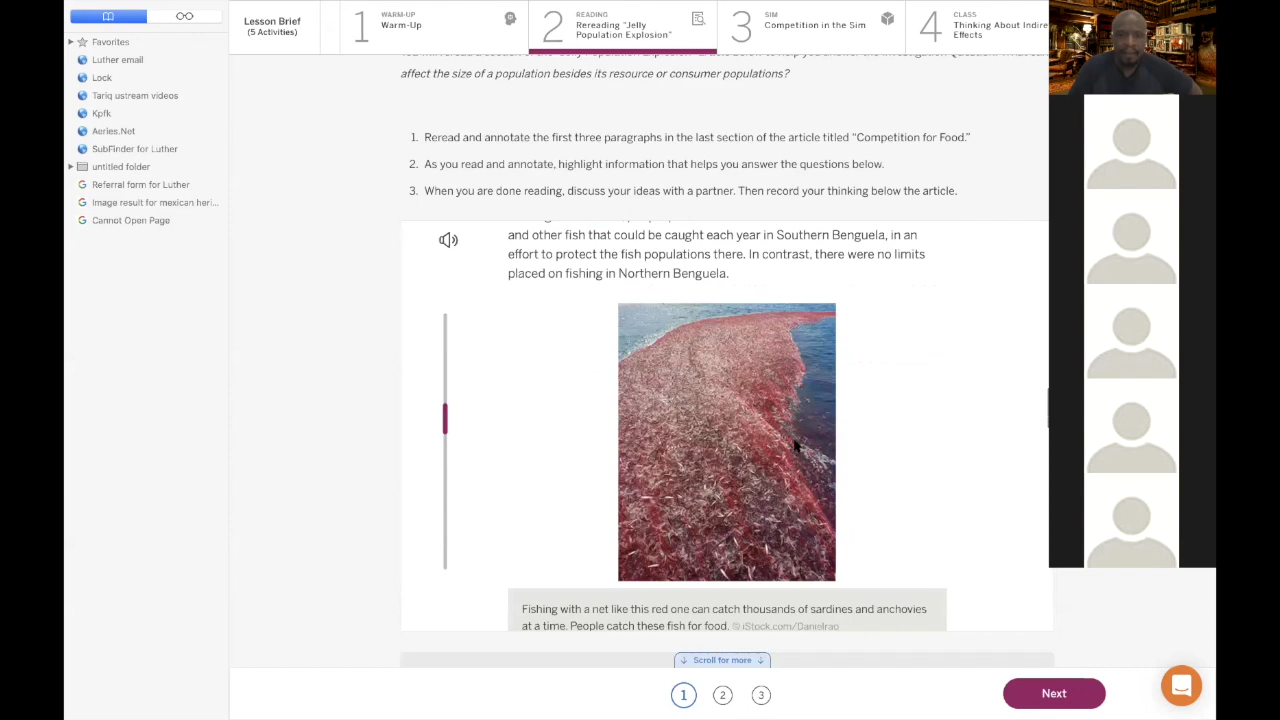 Favorites
Luther email
Lock
Tariq ustream videos
Kpfk
Aeries.Net
SubFinder for Luther
untitled folder
Referral form for Luther
Image result for mexican heri...
Cannot Open Page
Lesson Brief
(5 Activities)
1
WARM-UP
Warm-Up
2
READING
Rereading "Jelly
Population Explosion"
3
SIM
Competition in the Sim
4
CLASS
Thinking About Indire
Effects
affect the size of a population besides its resource or consumer populations?
1. Reread and annotate the first three paragraphs in the last section of the article titled "Competition for Food."
2. As you read and annotate, highlight information that helps you answer the questions below.
3. When you are done reading, discuss your ideas with a partner. Then record your thinking below the article.
and other fish that could be caught each year in Southern Benguela, in an
effort to protect the fish populations there. In contrast, there were no limits
placed on fishing in Northern Benguela.
Fishing with a net like this red one can catch thousands of sardines and anchovies
at a time. People catch these fish for food. © iStock.com/Danielrao
Scroll for more
1
2
3
Next